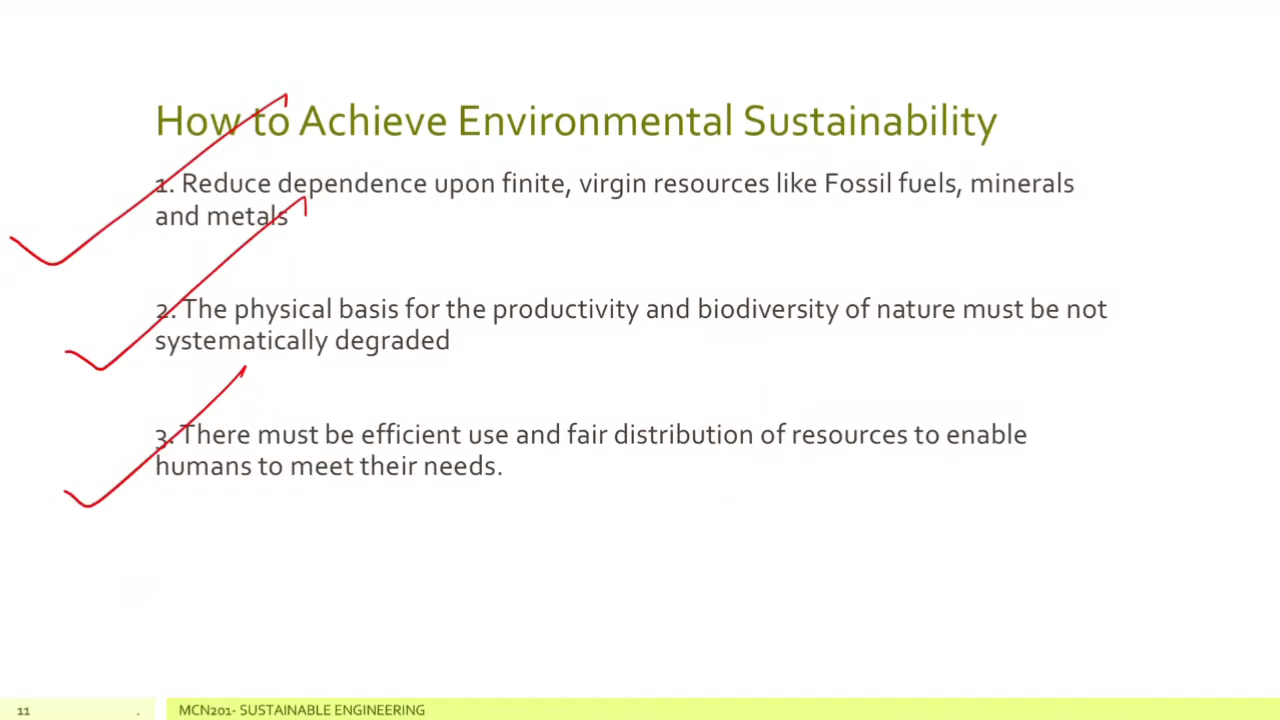 How to Achieve Environmental Sustainability
1. Reduce dependence upon finite, virgin resources like Fossil fuels, minerals
and metals
2. The physical basis for the productivity and biodiversity of nature must be not
systematically degraded
3. There must be efficient use and fair distribution of resources to enable
humans to meet their needs.
11 . MCN201- SUSTAINABLE ENGINEERING